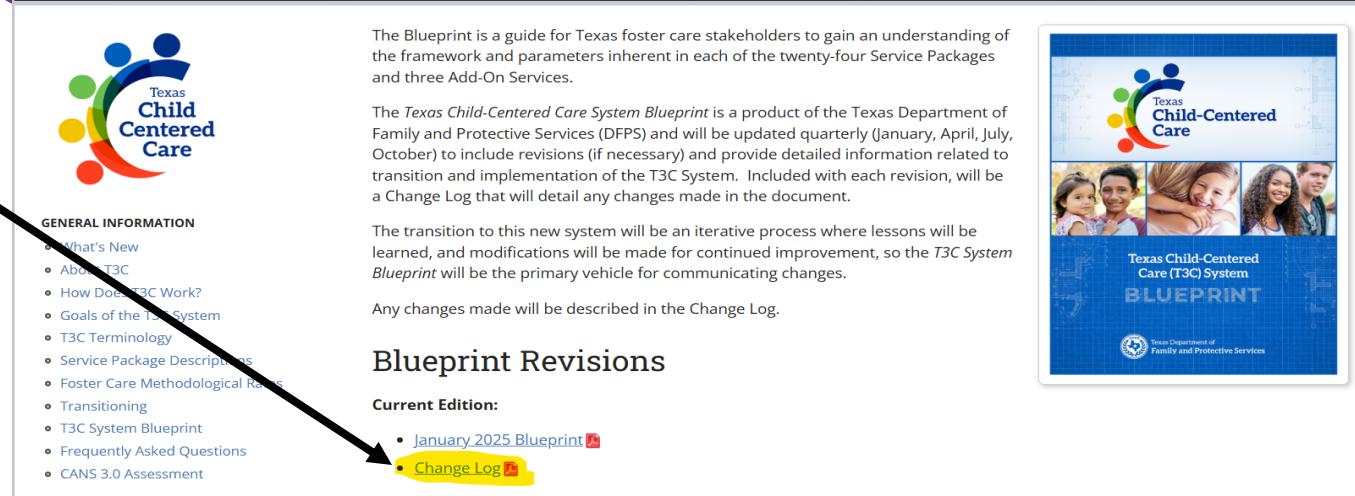 Texas
Child
Centered
Care
GENERAL INFORMATION
What's New
About T3C
How Does T3C Work?
Goals of the T3C System
T3C Terminology
Service Package Descriptions
Foster Care Methodological Rates
Transitioning
T3C System Blueprint
Frequently Asked Questions
CANS 3.0 Assessment
The Blueprint is a guide for Texas foster care stakeholders to gain an understanding of
the framework and parameters inherent in each of the twenty-four Service Packages
and three Add-On Services.
The Texas Child-Centered Care System Blueprint is a product of the Texas Department of
Family and Protective Services (DFPS) and will be updated quarterly (January, April, July,
October) to include revisions (if necessary) and provide detailed information related to
transition and implementation of the T3C System. Included with each revision, will be
a Change Log that will detail any changes made in the document.
The transition to this new system will be an iterative process where lessons will be
learned, and modifications will be made for continued improvement, so the T3C System
Blueprint will be the primary vehicle for communicating changes.
Any changes made will be described in the Change Log.
Blueprint Revisions
Current Edition:
January 2025 Blueprint
Change Log
Texas
Child-Centered
Care
Texas Child-Centered
Care (T3C) System
BLUEPRINT
Texas Department of
Family and Protective Services